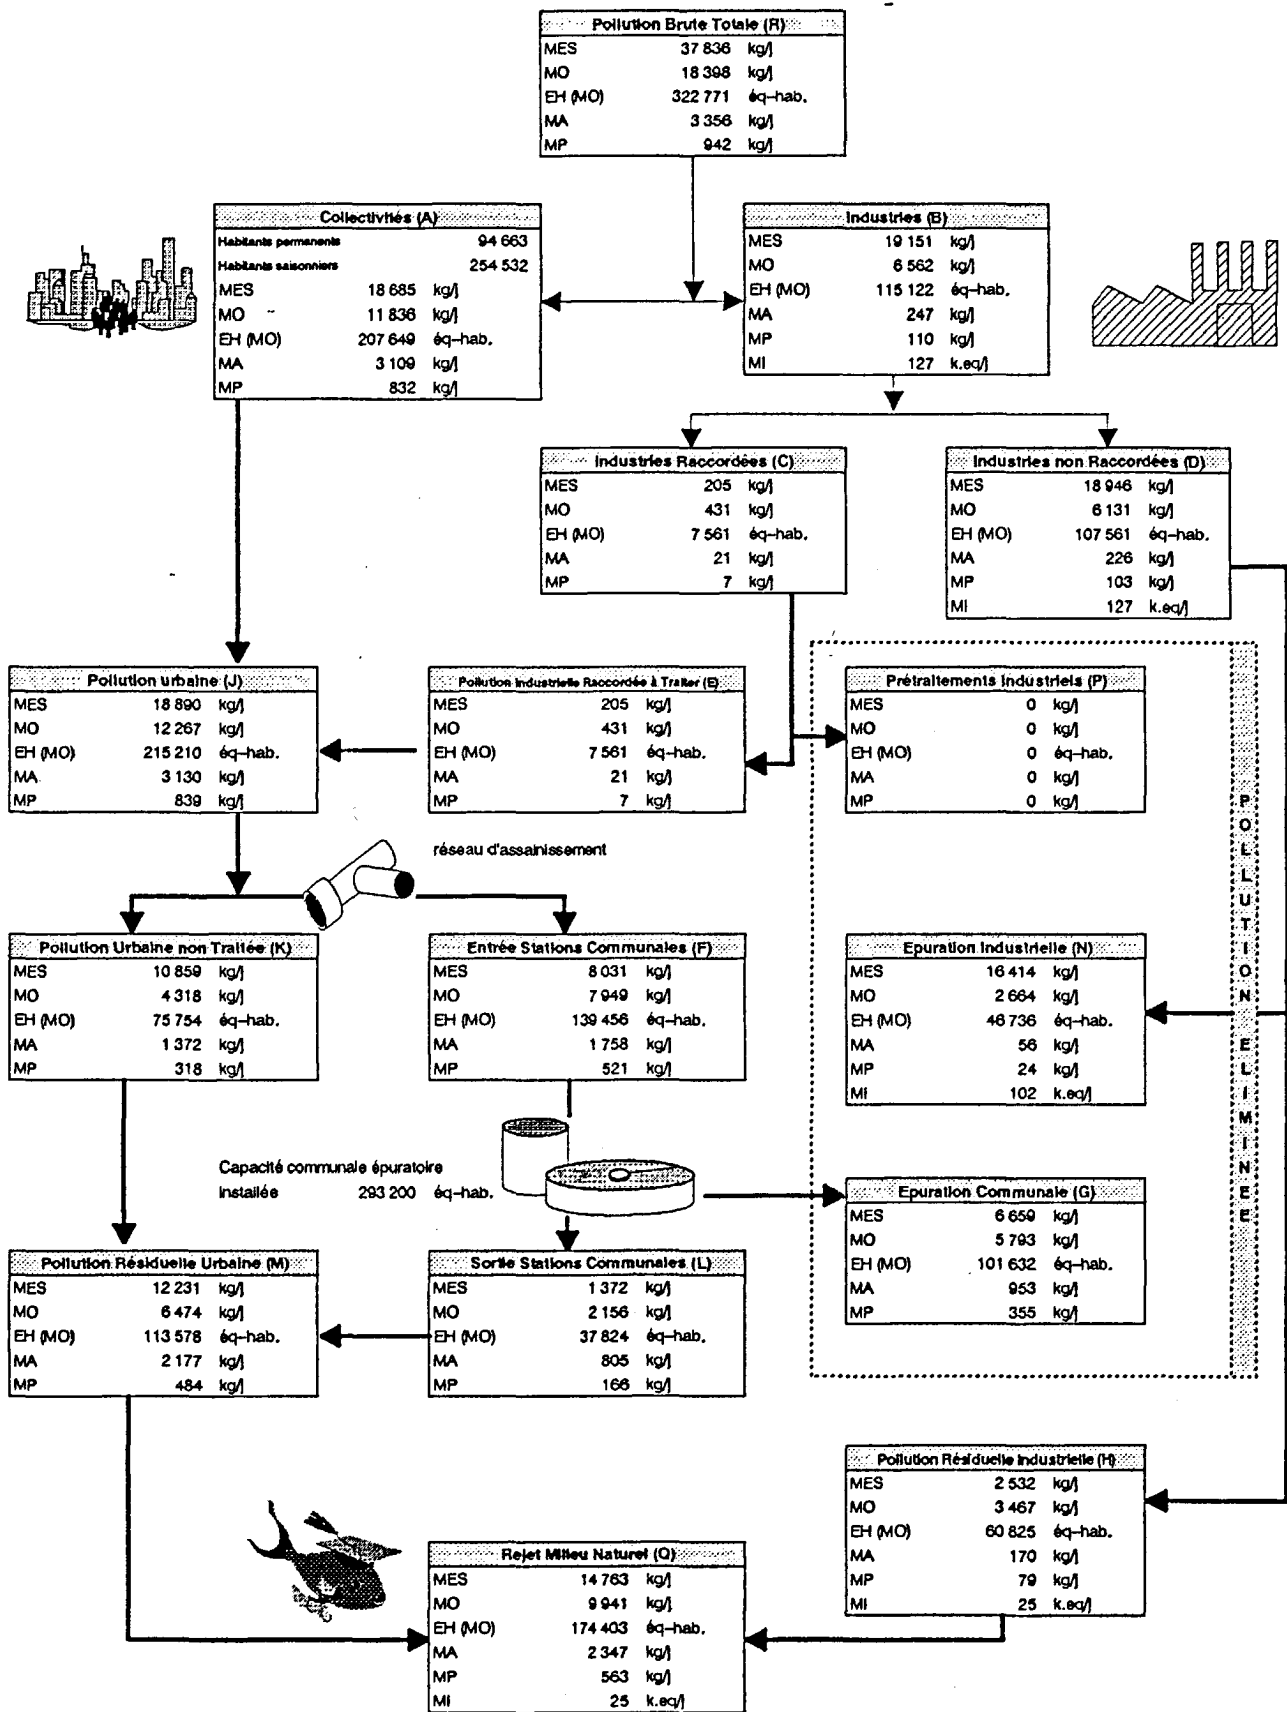 Pollution Brute Totale (R)
MES 37 836 kg/j
MO 18 398 kg/j
EH (MO) 322 771 éq-hab.
MA 3 356 kg/j
MP 942 kg/j
Collectivités (A)
Habitants permanents 94 663
Habitants saisonniers 254 532
MES 18 685 kg/j
MO 11 836 kg/j
EH (MO) 207 649 éq-hab.
MA 3 109 kg/j
MP 832 kg/j
Industries (B)
MES 19 151 kg/j
MO 6 562 kg/j
EH (MO) 115 122 éq-hab.
MA 247 kg/j
MP 110 kg/j
MI 127 k.eq/j
Industries Raccordées (C)
MES 205 kg/j
MO 431 kg/j
EH (MO) 7 561 éq-hab.
MA 21 kg/j
MP 7 kg/j
Industries non Raccordées (D)
MES 18 946 kg/j
MO 6 131 kg/j
EH (MO) 107 561 éq-hab.
MA 226 kg/j
MP 103 kg/j
MI 127 k.eq/j
Pollution urbaine (J)
MES 18 890 kg/j
MO 12 267 kg/j
EH (MO) 215 210 éq-hab.
MA 3 130 kg/j
MP 839 kg/j
Pollution Industrielle Raccordée à Traiter (E)
MES 205 kg/j
MO 431 kg/j
EH (MO) 7 561 éq-hab.
MA 21 kg/j
MP 7 kg/j
Prétraitements Industriels (P)
MES 0 kg/j
MO 0 kg/j
EH (MO) 0 éq-hab.
MA 0 kg/j
MP 0 kg/j
POLLUTION ELIMINEE
réseau d'assainissement
Pollution Urbaine non Traitée (K)
MES 10 859 kg/j
MO 4 318 kg/j
EH (MO) 75 754 éq-hab.
MA 1 372 kg/j
MP 318 kg/j
Entrée Stations Communales (F)
MES 8 031 kg/j
MO 7 949 kg/j
EH (MO) 139 456 éq-hab.
MA 1 758 kg/j
MP 521 kg/j
Epuration Industrielle (N)
MES 16 414 kg/j
MO 2 664 kg/j
EH (MO) 46 736 éq-hab.
MA 56 kg/j
MP 24 kg/j
MI 102 k.eq/j
Capacité communale épuratoire
installée 293 200 éq-hab.
Epuration Communale (G)
MES 6 659 kg/j
MO 5 793 kg/j
EH (MO) 101 632 éq-hab.
MA 953 kg/j
MP 355 kg/j
Pollution Résiduelle Urbaine (M)
MES 12 231 kg/j
MO 6 474 kg/j
EH (MO) 113 578 éq-hab.
MA 2 177 kg/j
MP 484 kg/j
Sortie Stations Communales (L)
MES 1 372 kg/j
MO 2 156 kg/j
EH (MO) 37 824 éq-hab.
MA 805 kg/j
MP 166 kg/j
Pollution Résiduelle Industrielle (H)
MES 2 532 kg/j
MO 3 467 kg/j
EH (MO) 60 825 éq-hab.
MA 170 kg/j
MP 79 kg/j
MI 25 k.eq/j
Rejet Milieu Naturel (Q)
MES 14 763 kg/j
MO 9 941 kg/j
EH (MO) 174 403 éq-hab.
MA 2 347 kg/j
MP 563 kg/j
MI 25 k.eq/j